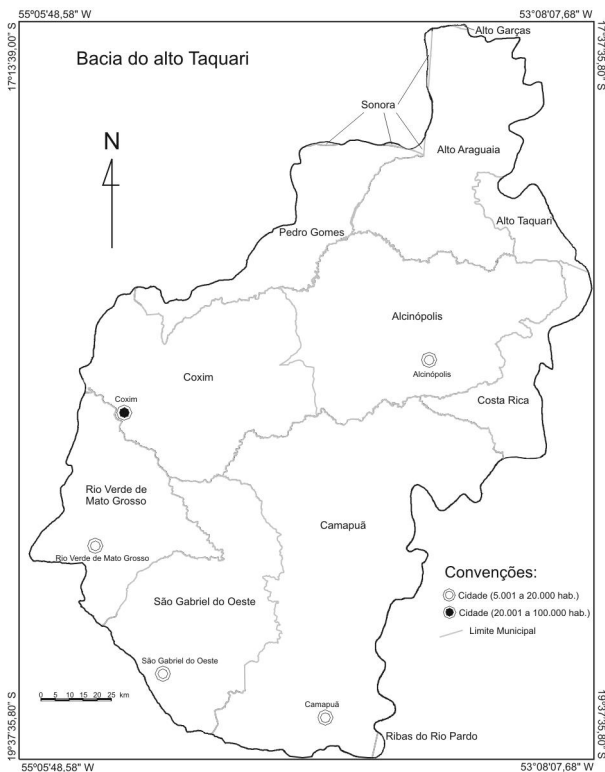 55º05'48,58" W
53º08'07,68" W
17º13'39,00" S
17º37'35,80" S
Bacia do alto Taquari
Alto Garças
Sonora
N
Alto Araguaia
Alto Taquari
Pedro Gomes
Alcinópolis
Alcinópolis
Coxim
Costa Rica
Coxim
Rio Verde de
Mato Grosso
Camapuã
Rio Verde de Mato Grosso
Convenções:
Cidade (5.001 a 20.000 hab.)
São Gabriel do Oeste
Cidade (20.001 a 100.000 hab.)
Limite Municipal
São Gabriel do Oeste
0 5 10 15 20 25 km
Camapuã
Ribas do Rio Pardo
19º37'35,80" S
19º37'35,80" S
55º05'48,58" W
53º08'07,68" W